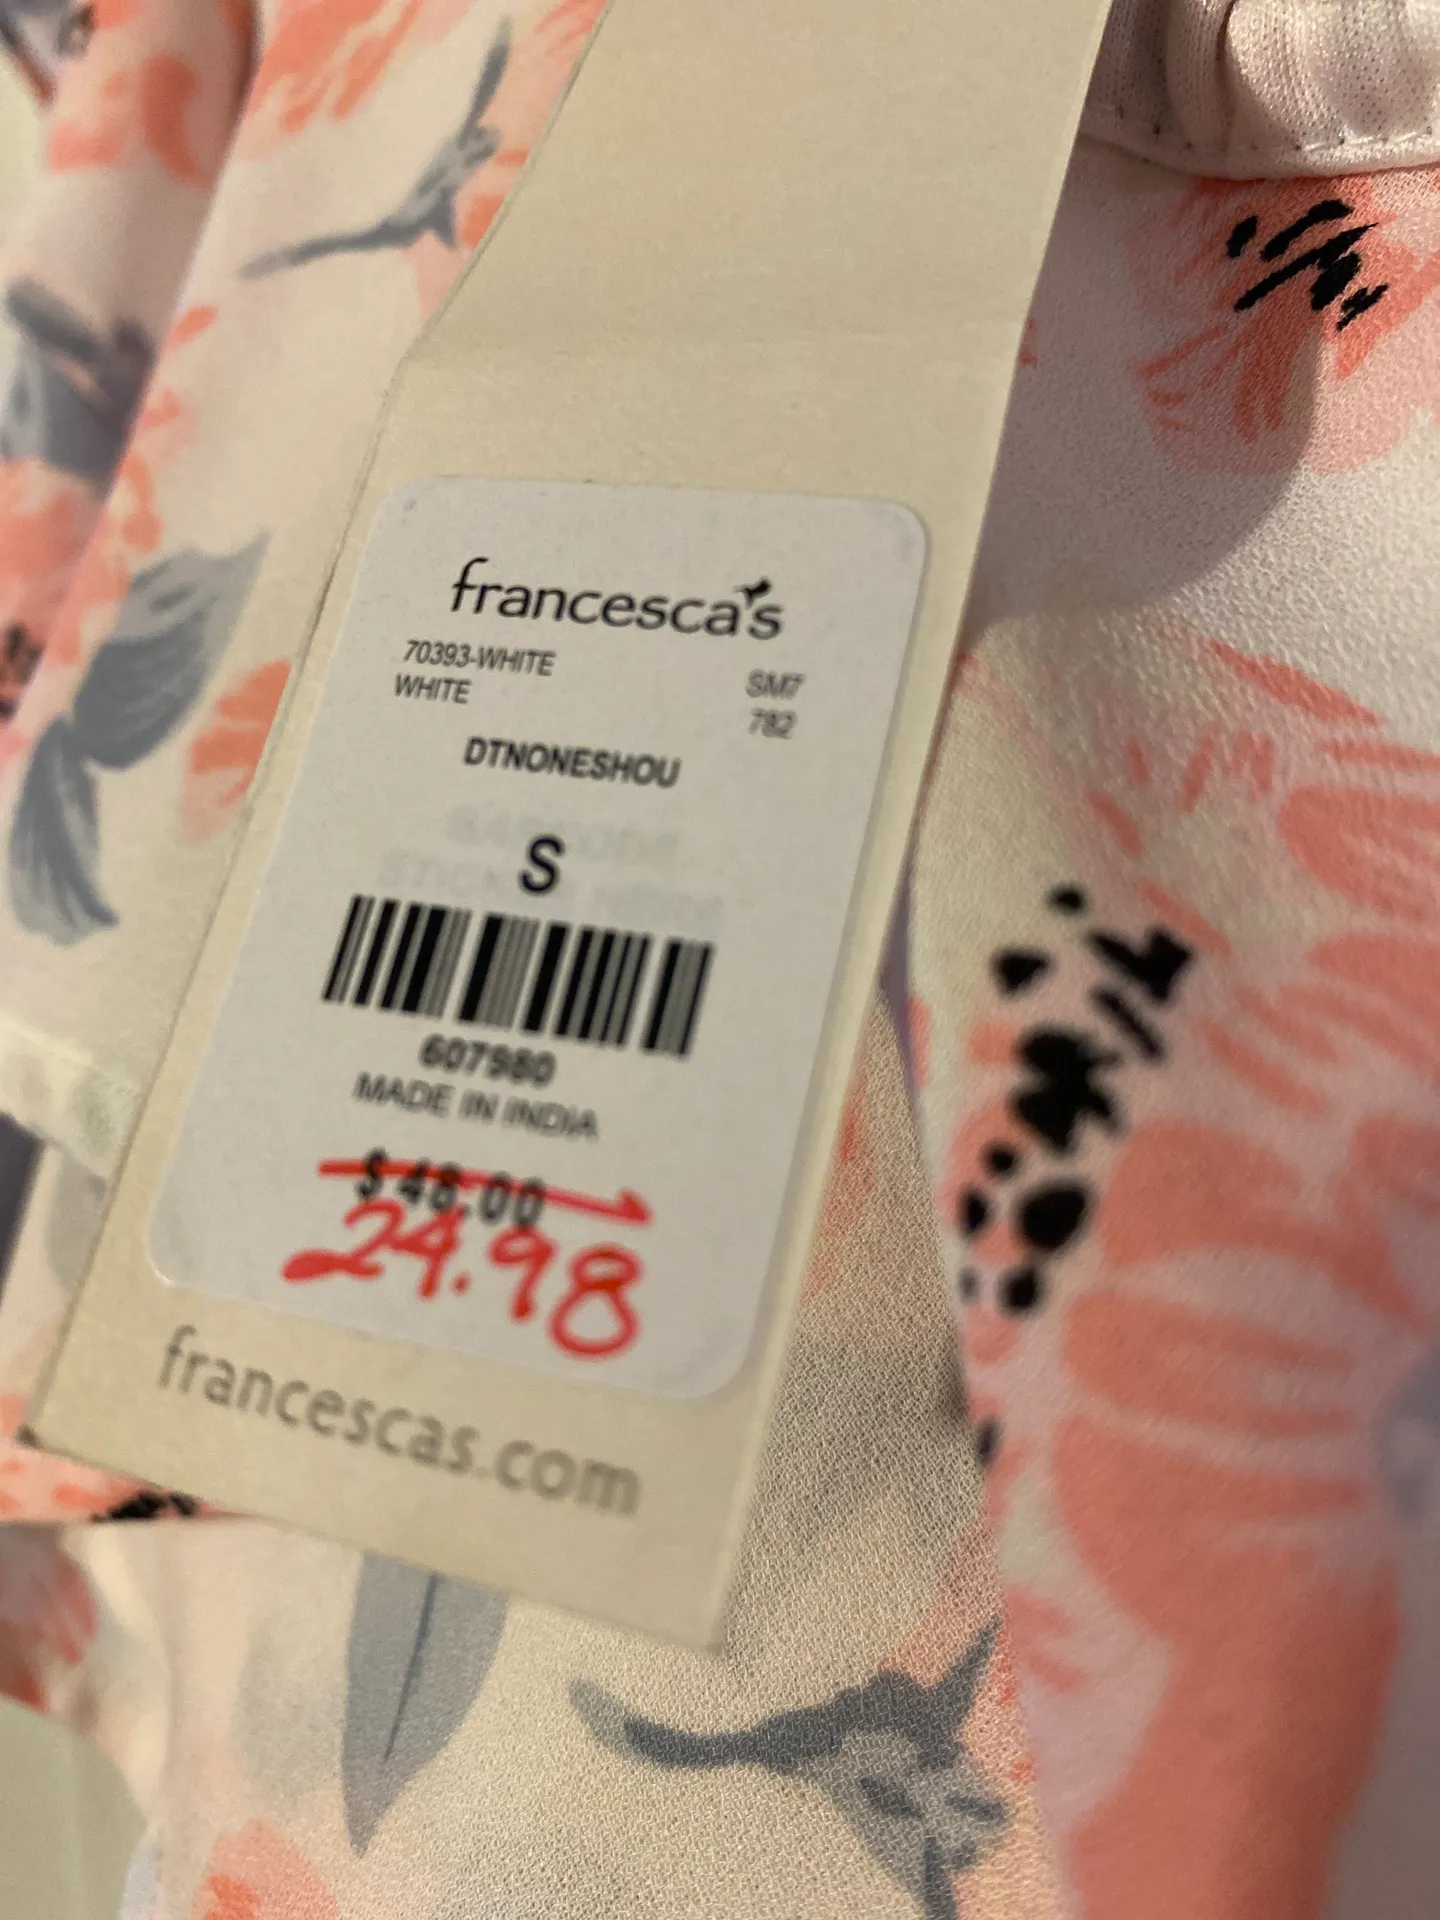 francesca's
70393-WHITE SM7
WHITE 782
DTNONESHOU
S
607980
MADE IN INDIA
$48.00
24.98
francescas.com